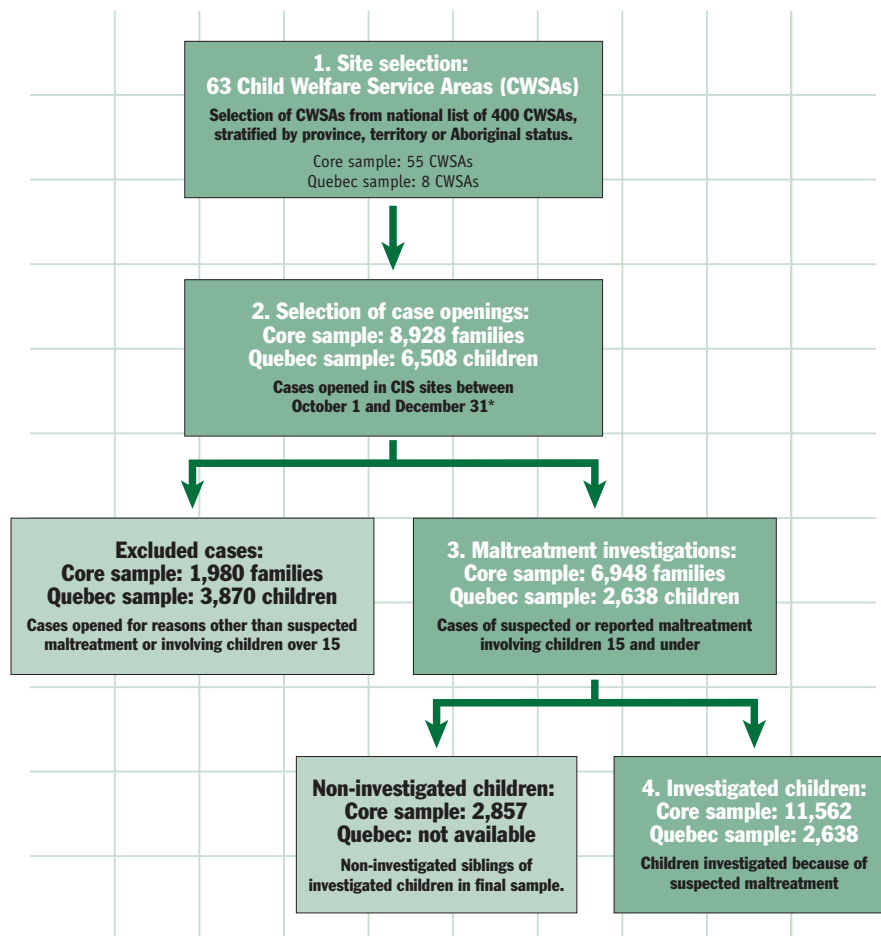 1. Site selection:
63 Child Welfare Service Areas (CWSAs)
Selection of CWSAs from national list of 400 CWSAs,
stratified by province, territory or Aboriginal status.
Core sample: 55 CWSAs
Quebec sample: 8 CWSAs
2. Selection of case openings:
Core sample: 8,928 families
Quebec sample: 6,508 children
Cases opened in CIS sites between
October 1 and December 31*
Excluded cases:
Core sample: 1,980 families
Quebec sample: 3,870 children
Cases opened for reasons other than suspected
maltreatment or involving children over 15
3. Maltreatment investigations:
Core sample: 6,948 families
Quebec sample: 2,638 children
Cases of suspected or reported maltreatment
involving children 15 and under
Non-investigated children:
Core sample: 2,857
Quebec: not available
Non-investigated siblings of
investigated children in final sample.
4. Investigated children:
Core sample: 11,562
Quebec sample: 2,638
Children investigated because of
suspected maltreatment